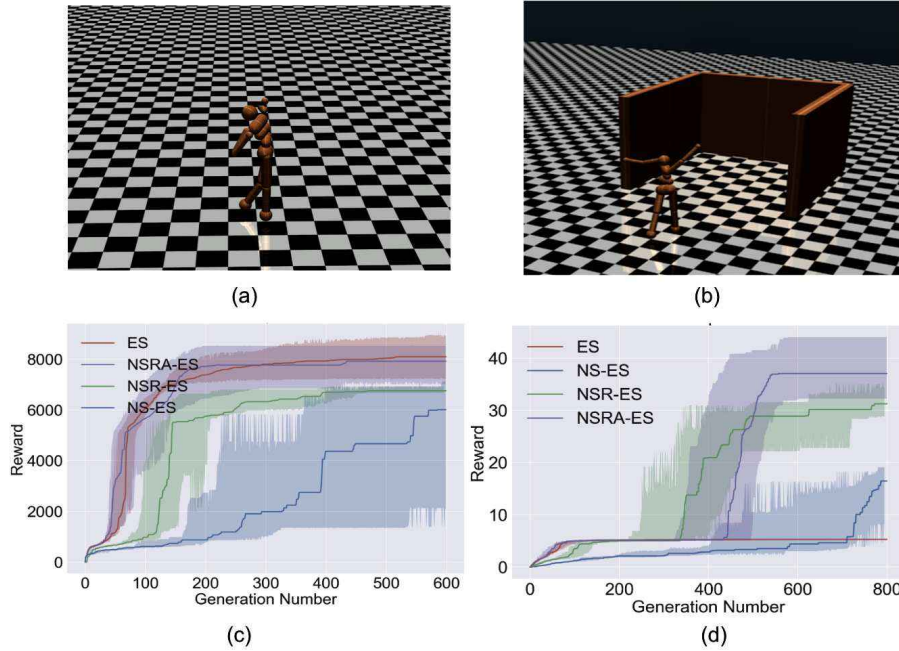 (a)
(b)
ES
NSRA-ES
NSR-ES
NS-ES
8000
6000
4000
2000
0
Reward
0 100 200 300 400 500 600
Generation Number
(c)
ES
NS-ES
NSR-ES
NSRA-ES
40
30
20
10
0
Reward
0 200 400 600 800
Generation Number
(d)